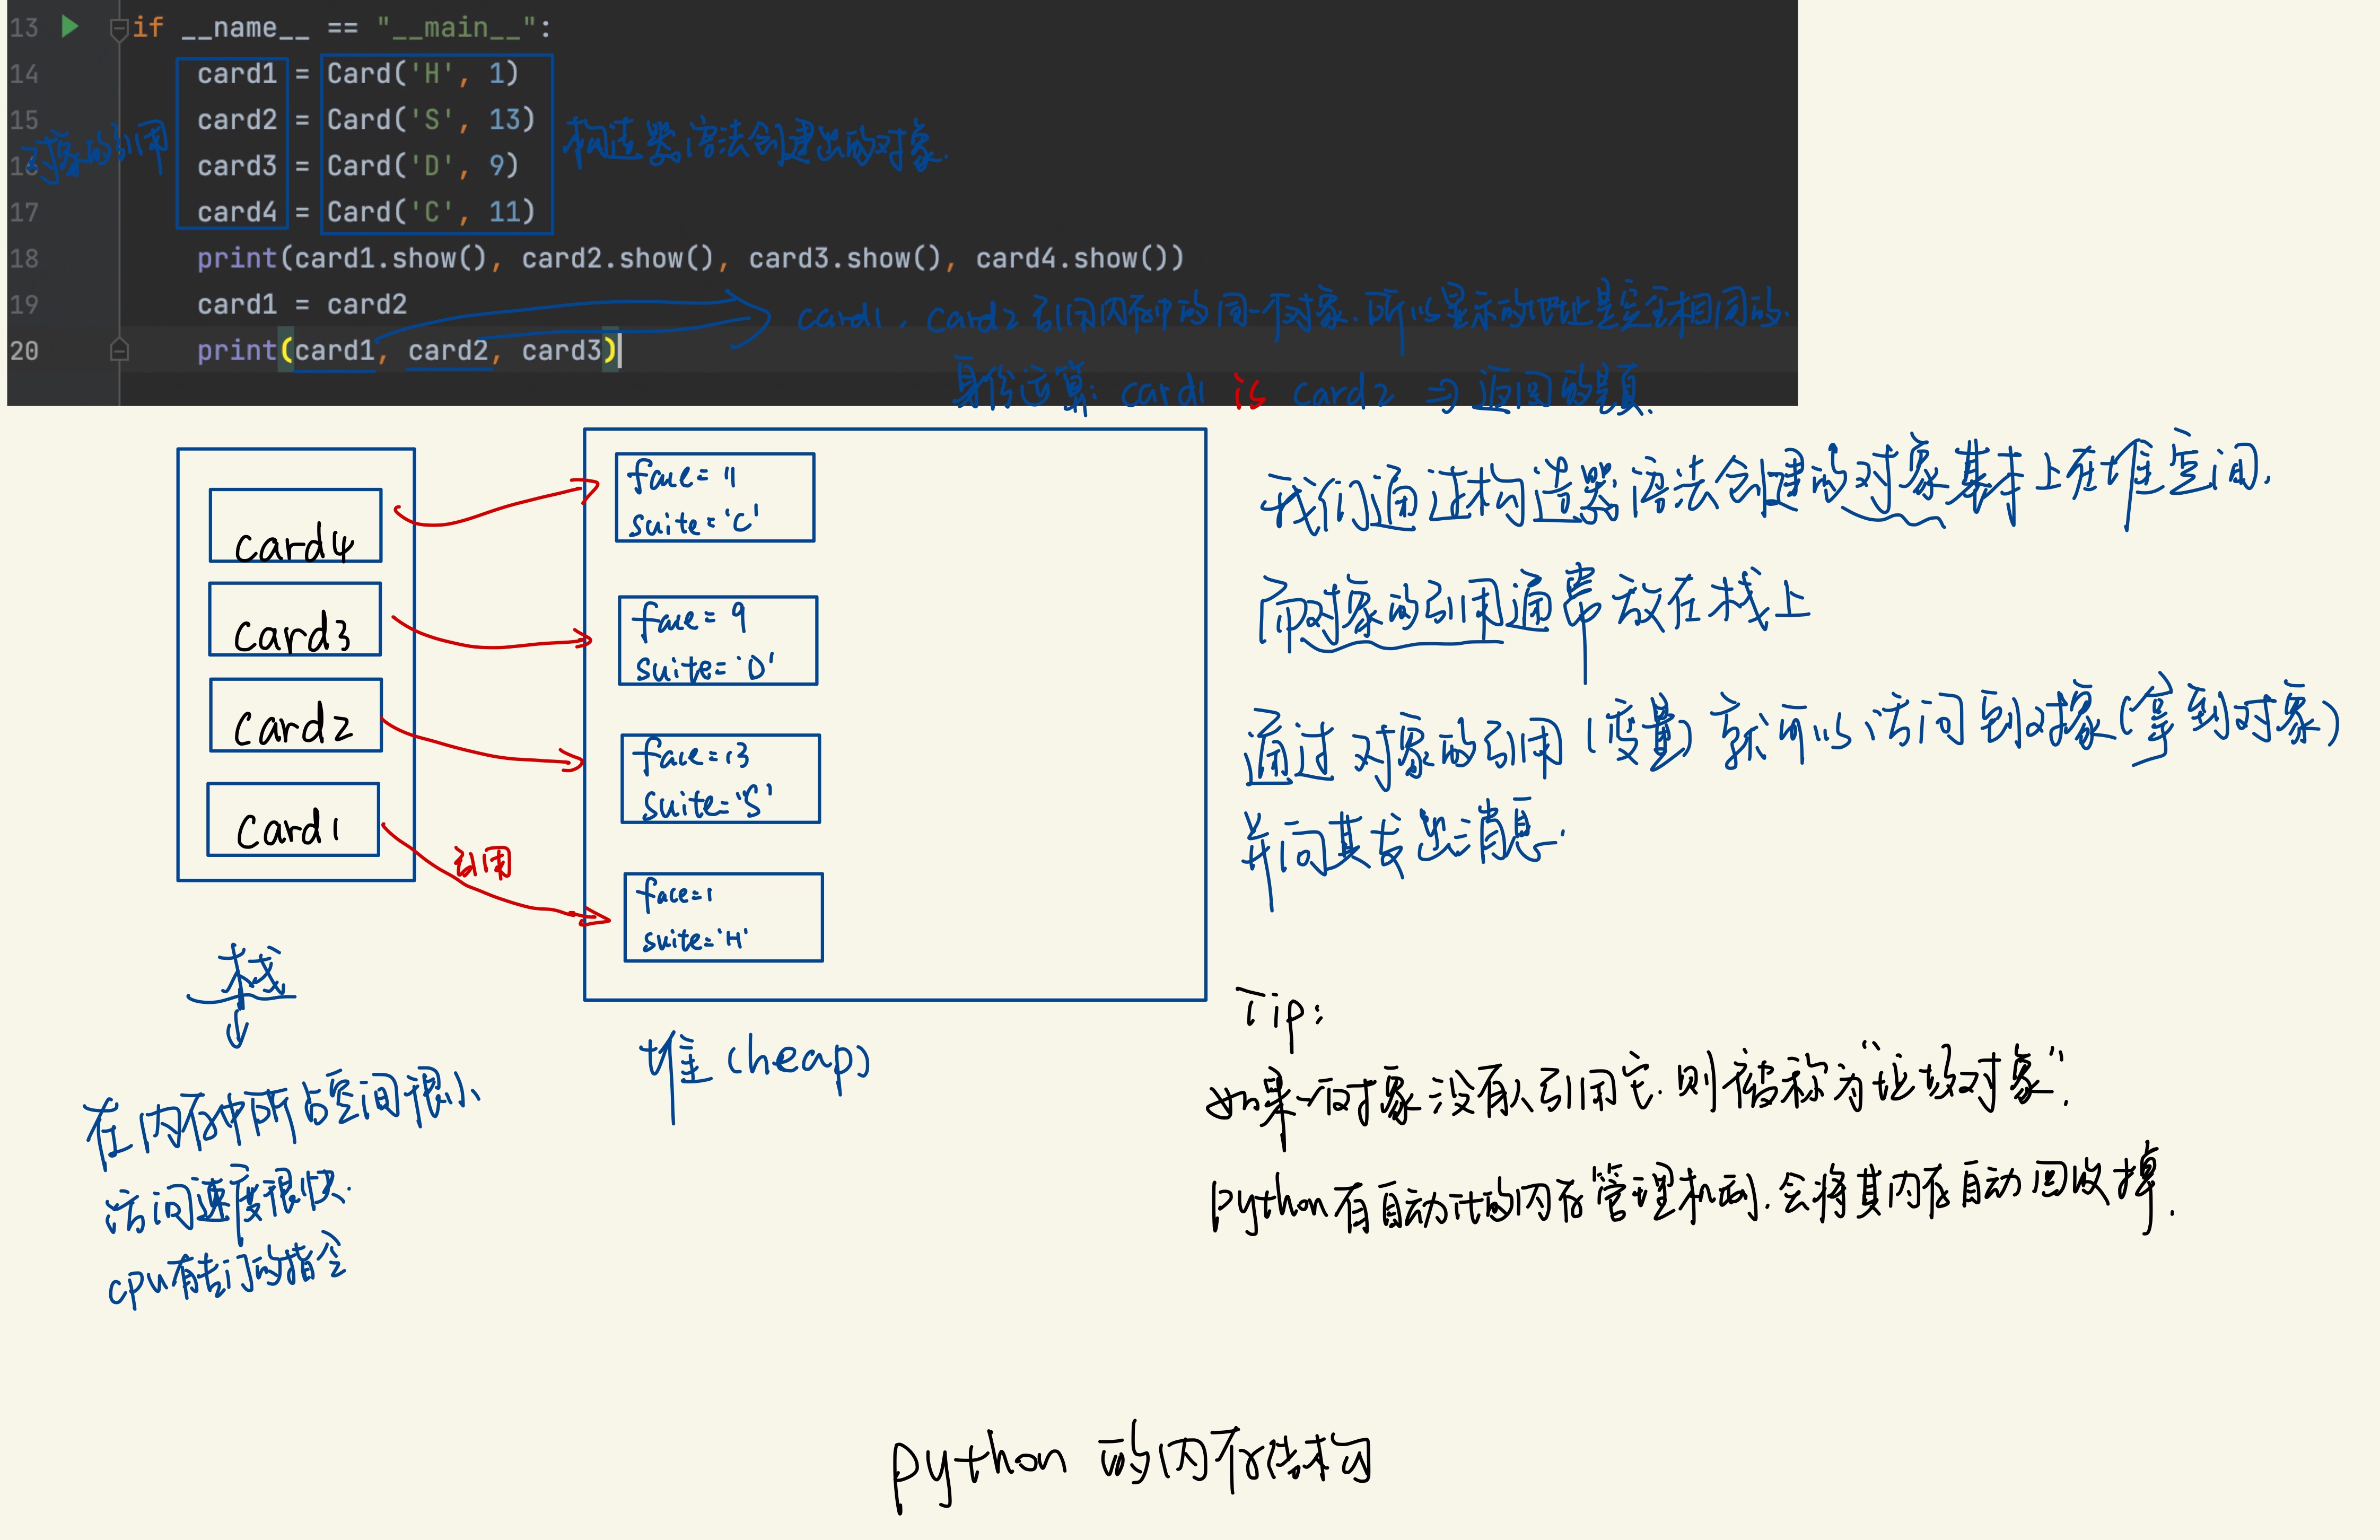 13 if __name__ == "__main__":
14 card1 = Card('H', 1)
15 card2 = Card('S', 13)
16 card3 = Card('D', 9)
17 card4 = Card('C', 11)
18 print(card1.show(), card2.show(), card3.show(), card4.show())
19 card1 = card2
20 print(card1, card2, card3)
对象的引用
构造器语法创建出的对象.
card1、card2引用内存中的同一个对象.所以显示的地址是完全相同的.
身份运算: card1 is card2 => 返回的是真.
card4
card3
card2
card1
引用
face= 11
suite='C'
face= 9
suite='D'
face=13
suite='S'
face=1
suite='H'
栈
在内存中所占空间很小
访问速度很快.
cpu有专门的指令
堆 (heap)
我们通过构造器语法创建的对象基本上在堆空间.
而对象的引用通常放在栈上
通过对象的引用(变量)就可以访问到对象(拿到对象)
并向其发出消息.
Tip:
如果一个对象没有人引用它.则被称为"垃圾对象".
python有自动化的内存管理机制.会将其内存自动回收掉.
python 的内存结构